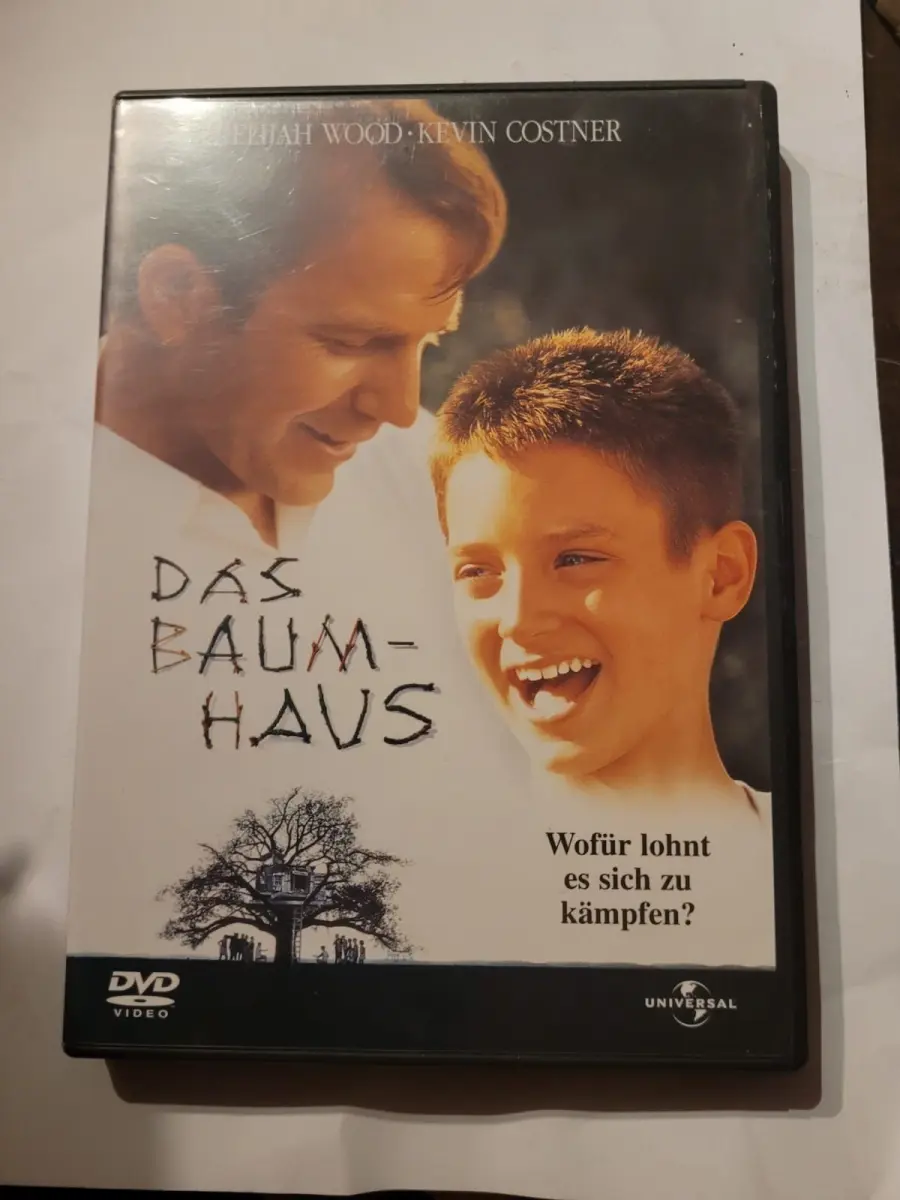 ELIJAH WOOD · KEVIN COSTNER
DAS
BAUM-
HAUS
Wofür lohnt
es sich zu
kämpfen?
DVD
VIDEO
UNIVERSAL